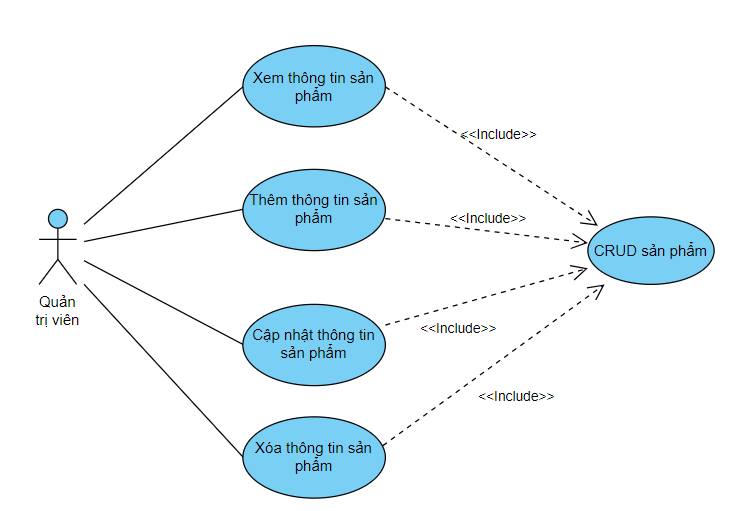 Xem thông tin sản
phẩm
<<Include>>
Thêm thông tin sản
phẩm
<<Include>>
CRUD sản phẩm
Quản
trị viên
Cập nhật thông tin
sản phẩm
<<Include>>
<<Include>>
Xóa thông tin sản
phẩm